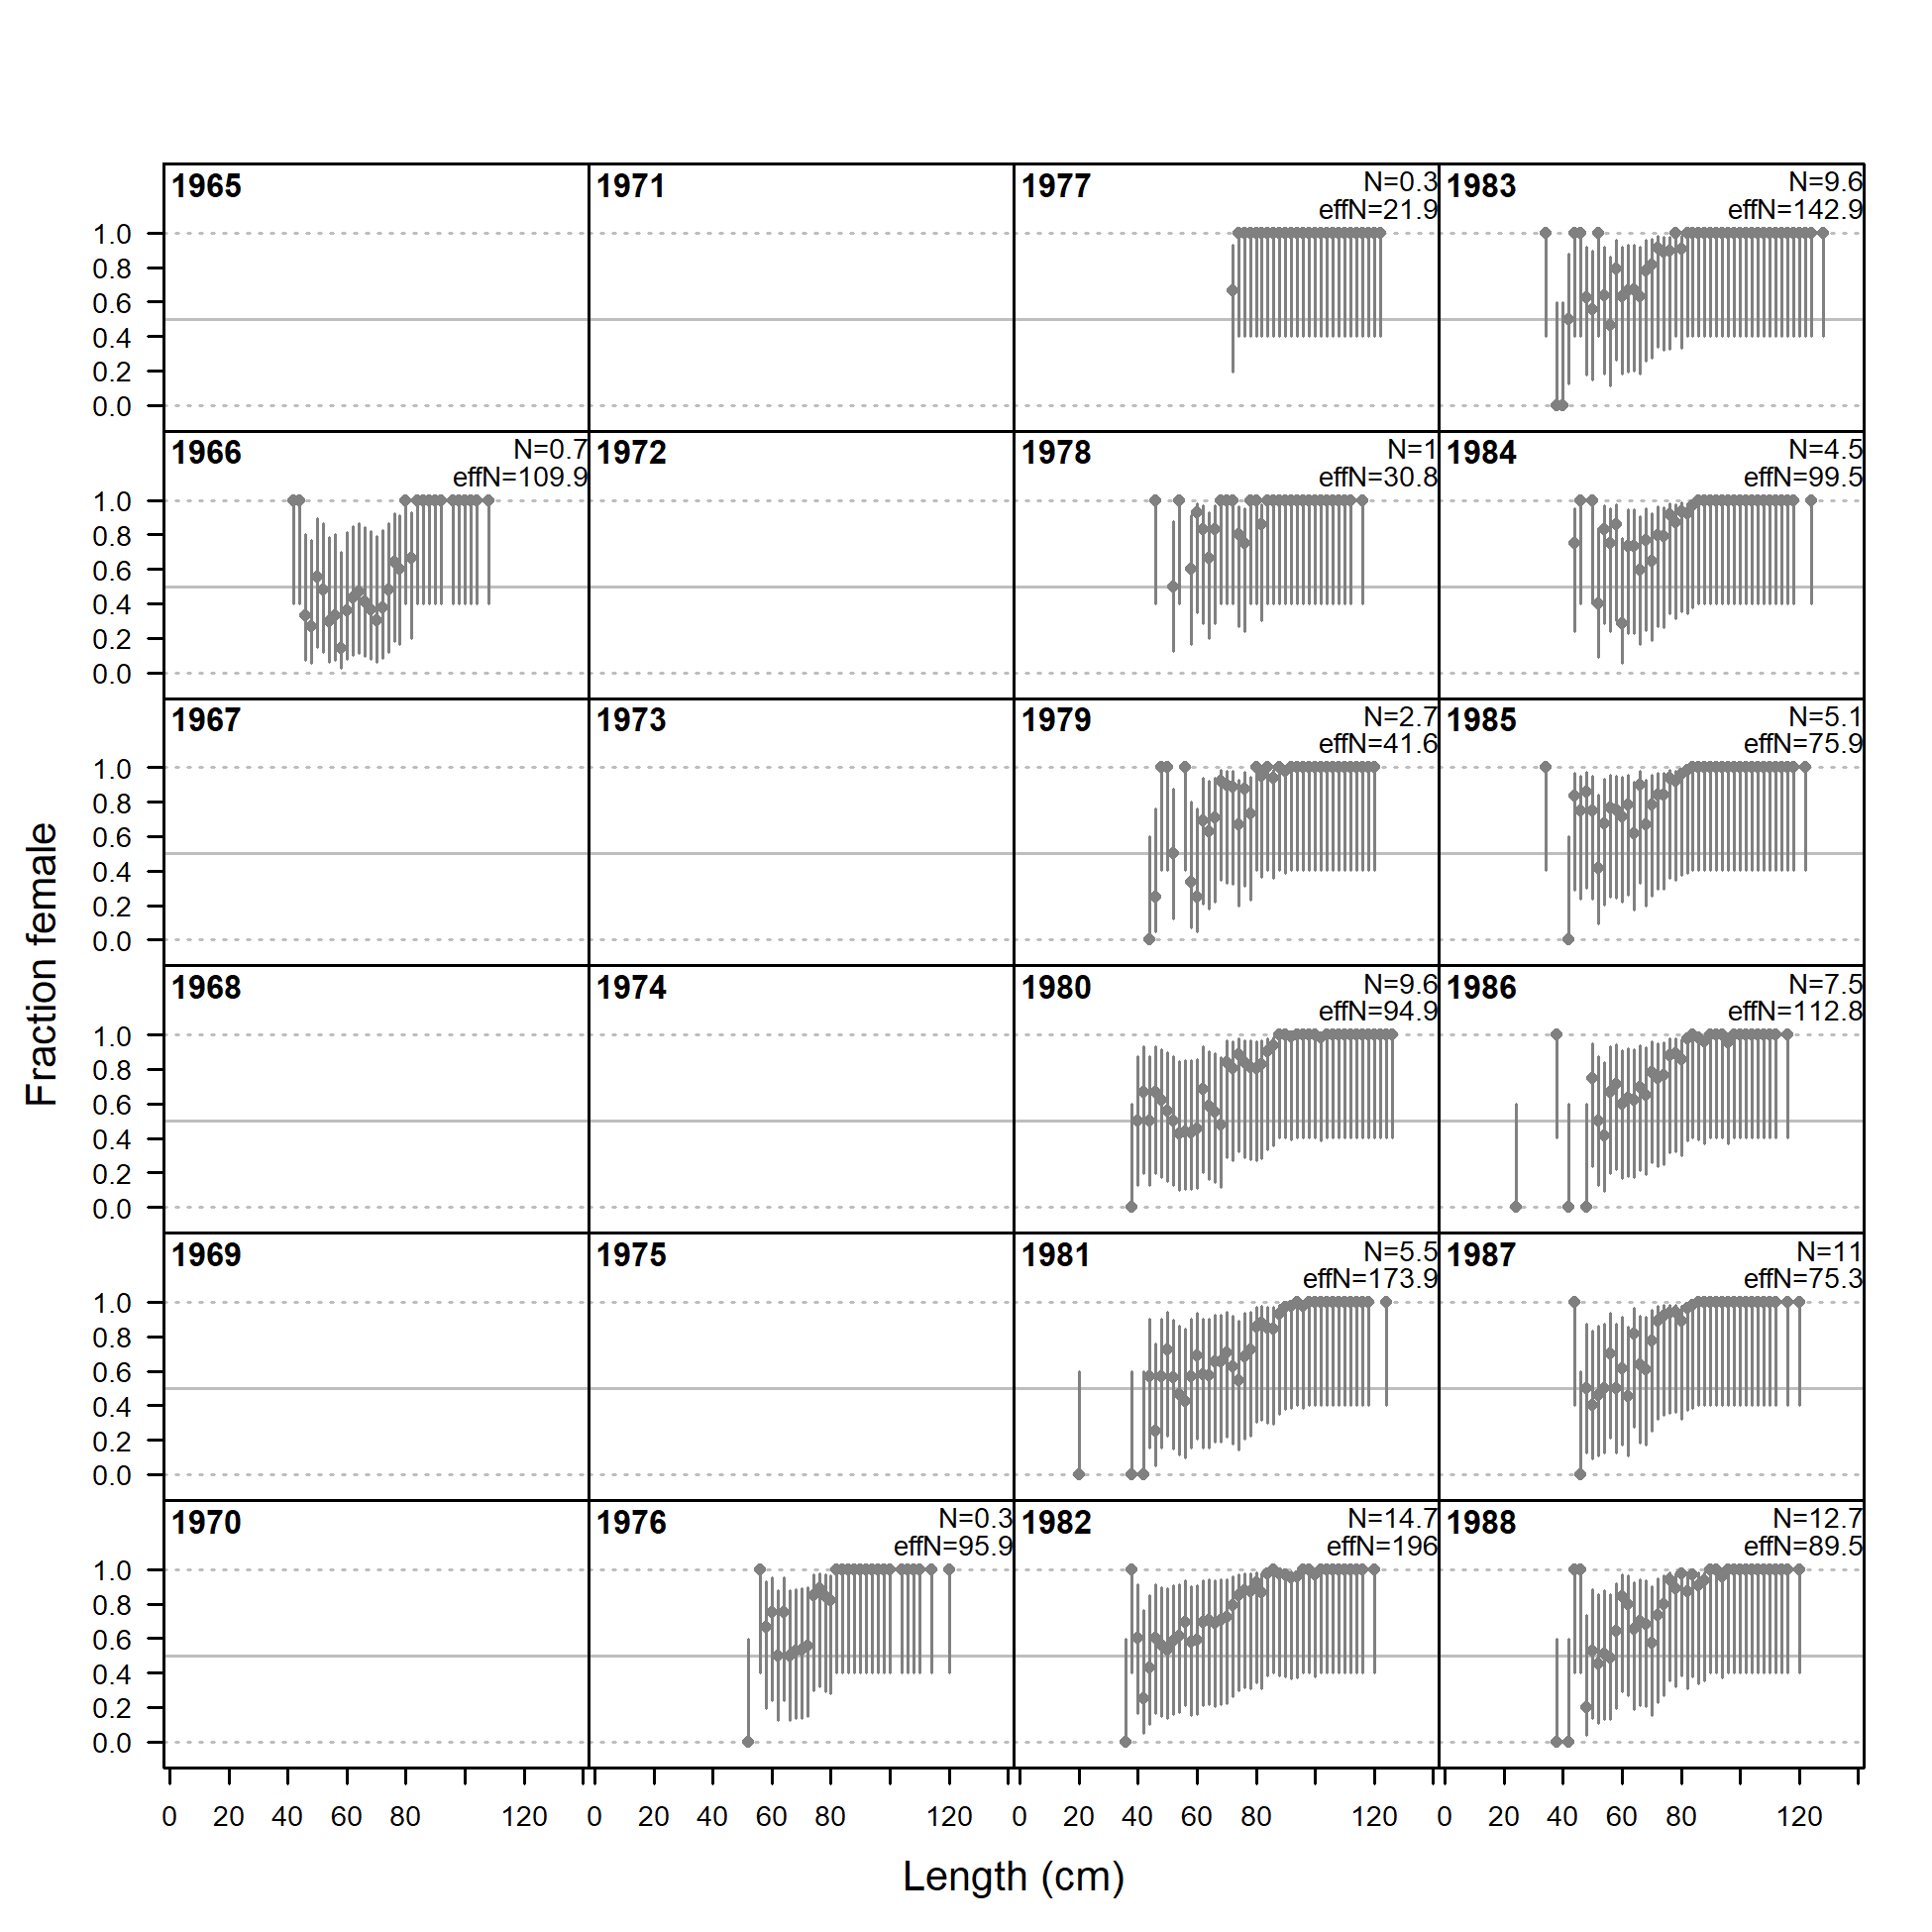 1965
1971
1977
N=0.3
effN=21.9
1983
N=9.6
effN=142.9
1.0
0.8
0.6
0.4
0.2
0.0
1966
N=0.7
effN=109.9
1972
1978
N=1
effN=30.8
1984
N=4.5
effN=99.5
1.0
0.8
0.6
0.4
0.2
0.0
1967
1973
1979
N=2.7
effN=41.6
1985
N=5.1
effN=75.9
1.0
0.8
0.6
0.4
0.2
0.0
1968
1974
1980
N=9.6
effN=94.9
1986
N=7.5
effN=112.8
1.0
0.8
0.6
0.4
0.2
0.0
1969
1975
1981
N=5.5
effN=173.9
1987
N=11
effN=75.3
1.0
0.8
0.6
0.4
0.2
0.0
1970
1976
N=0.3
effN=95.9
1982
N=14.7
effN=196
1988
N=12.7
effN=89.5
1.0
0.8
0.6
0.4
0.2
0.0
0 20 40 60 80 120 0 20 40 60 80 120 0 20 40 60 80 120 0 20 40 60 80 120
Length (cm)
Fraction female